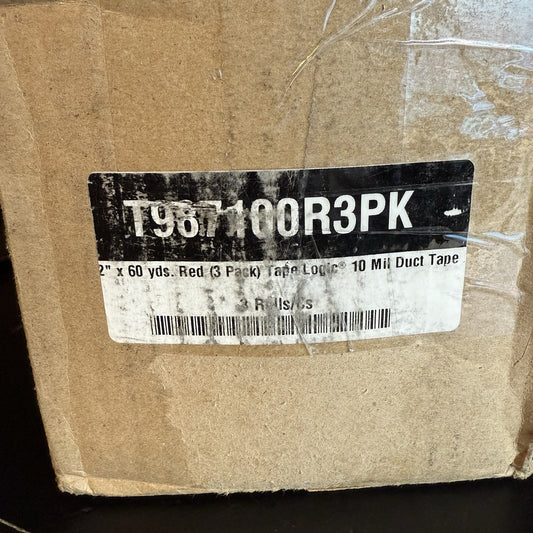 T987100R3PK
2" x 60 yds. Red (3 Pack) Tape Logic® 10 Mil Duct Tape
3 Rolls/Cs